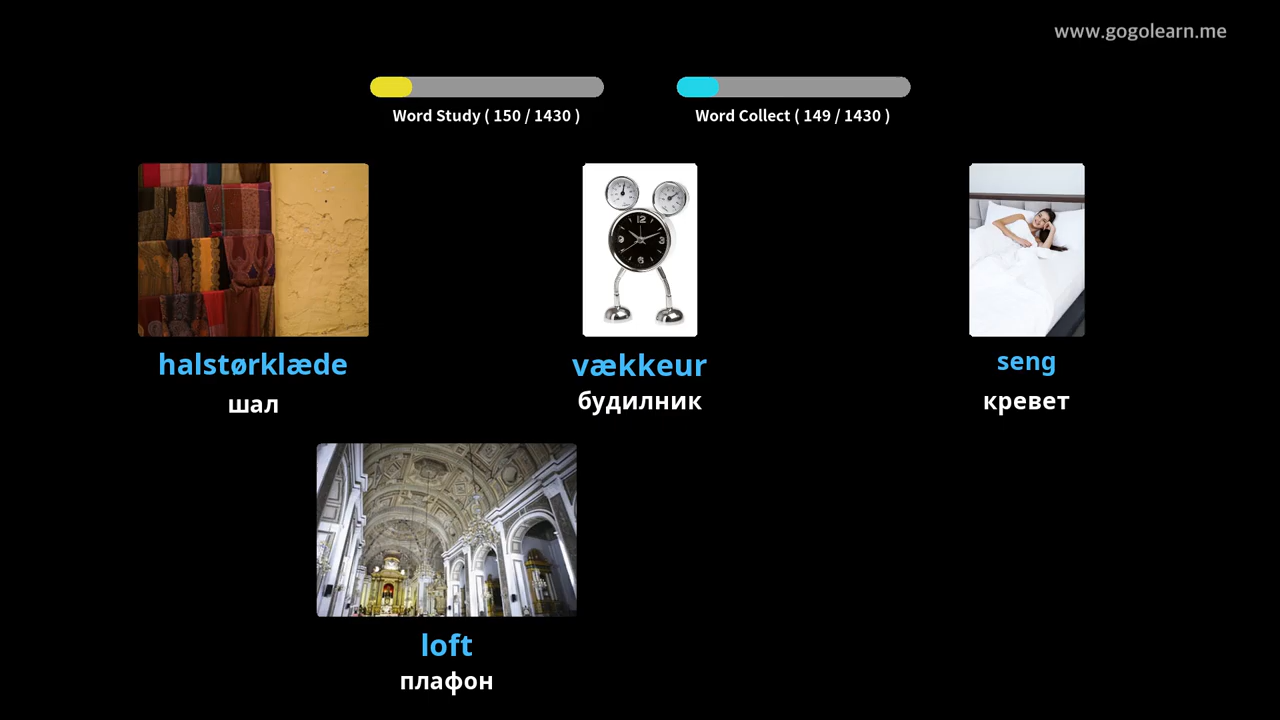 www.gogolearn.me
Word Study ( 150 / 1430 )
Word Collect ( 149 / 1430 )
halstørklæde
шал
vækkeur
будилник
seng
кревет
loft
плафон